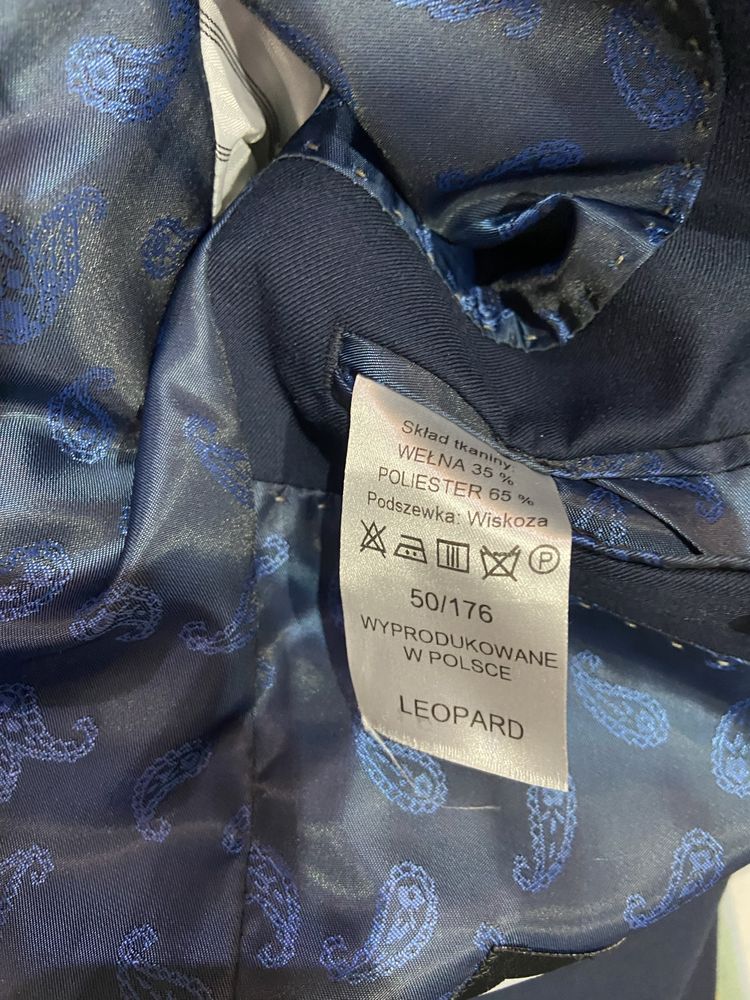 Skład tkaniny:
WEŁNA 35 %
POLIESTER 65 %
Podszewka: Wiskoza
P
50/176
WYPRODUKOWANE
W POLSCE
LEOPARD